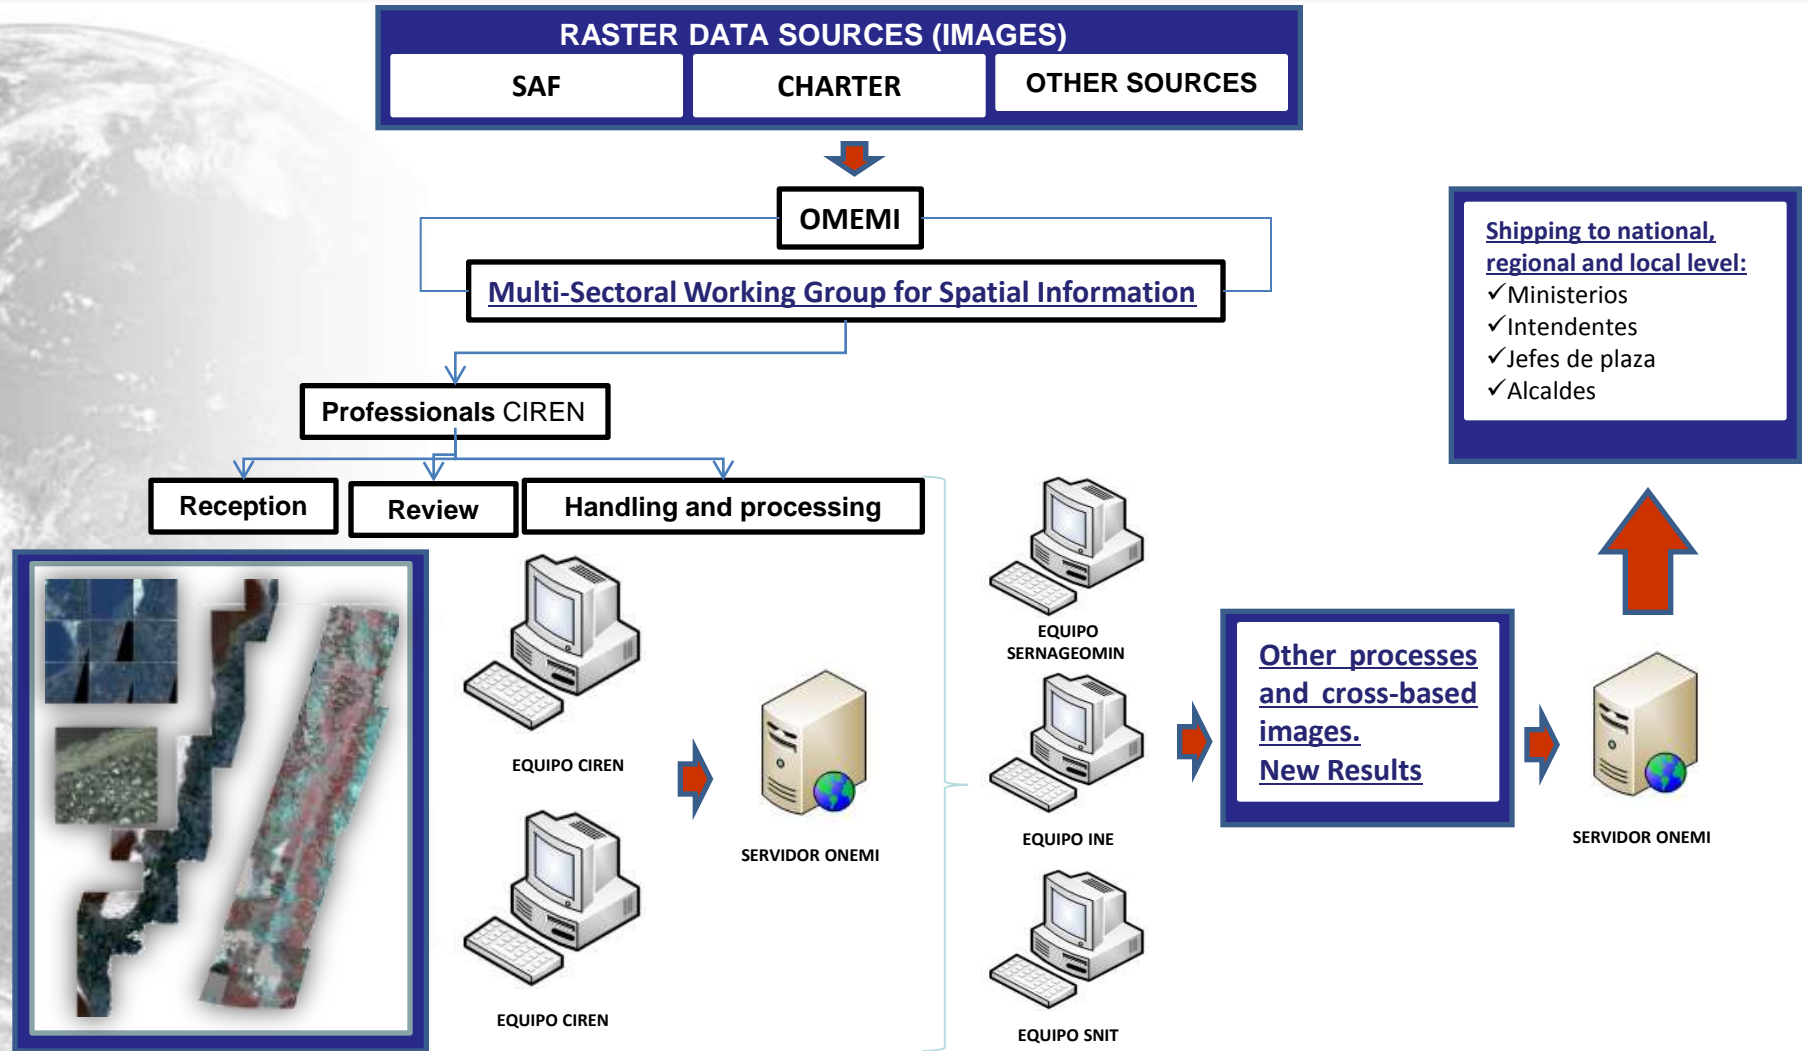 RASTER DATA SOURCES (IMAGES)
SAF
CHARTER
OTHER SOURCES
OMEMI
Multi-Sectoral Working Group for Spatial Information
Professionals CIREN
Reception
Review
Handling and processing
EQUIPO CIREN
EQUIPO CIREN
SERVIDOR ONEMI
EQUIPO
SERNAGEOMIN
EQUIPO INE
EQUIPO SNIT
Other processes
and cross-based
images.
New Results
SERVIDOR ONEMI
Shipping to national,
regional and local level:
✓Ministerios
✓Intendentes
✓Jefes de plaza
✓Alcaldes